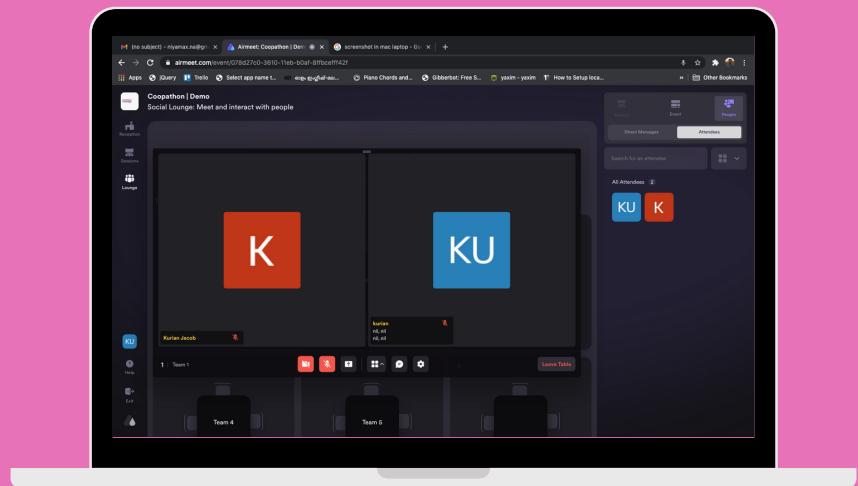 (no subject) - niyamax.na@gm
Airmeet: Coopathon | Dem
screenshot in mac laptop - Go
airmeet.com/event/078d27c0-3610-11eb-b0af-8ffbcefff42f
Apps
jQuery
Trello
Select app name t...
Piano Chords and...
Gibberbot: Free S...
yaxim - yaxim
How to Setup loca...
»
Other Bookmarks
Coopathon | Demo
Social Lounge: Meet and interact with people
Reception
Sessions
Lounge
KU
Help
Exit
K
Kurian Jacob
KU
kurian
nil, nil
nil, nil
1 | Team 1
Leave Table
Team 4
Team 5
Event
People
Direct Messages
Attendees
Search for an attendee
All Attendees 2
KU
K